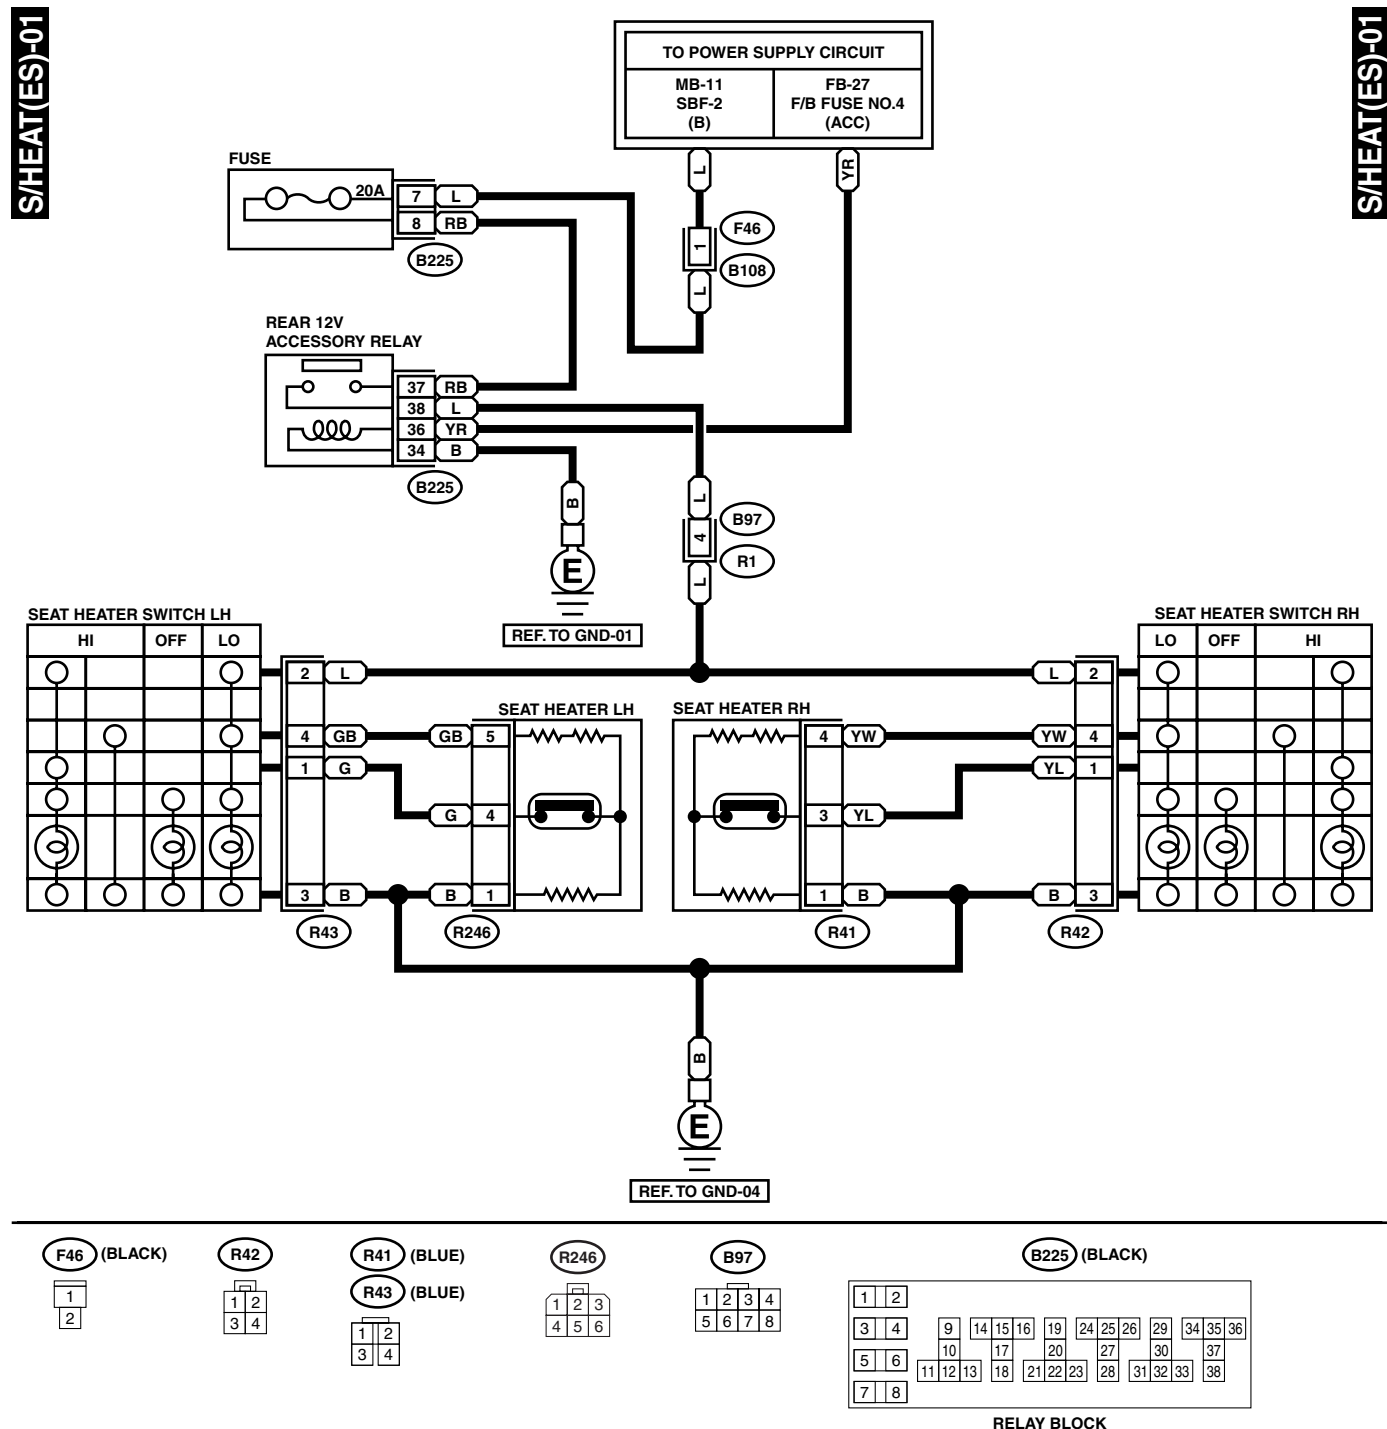 S/HEAT(ES)-01
S/HEAT(ES)-01
TO POWER SUPPLY CIRCUIT
MB-11
SBF-2
(B)
FB-27
F/B FUSE NO.4
(ACC)
L
YR
FUSE
20A
7
L
8
RB
B225
F46
1
B108
L
REAR 12V
ACCESSORY RELAY
37
RB
38
L
36
YR
34
B
B225
B
E
REF. TO GND-01
L
B97
4
R1
L
SEAT HEATER SWITCH LH
HI
OFF
LO
SEAT HEATER SWITCH RH
LO
OFF
HI
2
L
L
2
SEAT HEATER LH
SEAT HEATER RH
4
GB
GB
5
4
YW
YW
4
1
G
YL
1
G
4
3
YL
3
B
B
1
1
B
B
3
R43
R246
R41
R42
B
E
REF. TO GND-04
F46
(BLACK)
1
2
R42
1 2
3 4
R41
(BLUE)
R43
(BLUE)
1 2
3 4
R246
1 2 3
4 5 6
B97
1 2 3 4
5 6 7 8
B225
(BLACK)
1 2
3 4
9 14 15 16 19 24 25 26 29 34 35 36
5 6
10 17 20 27 30 37
11 12 13 18 21 22 23 28 31 32 33 38
7 8
RELAY BLOCK